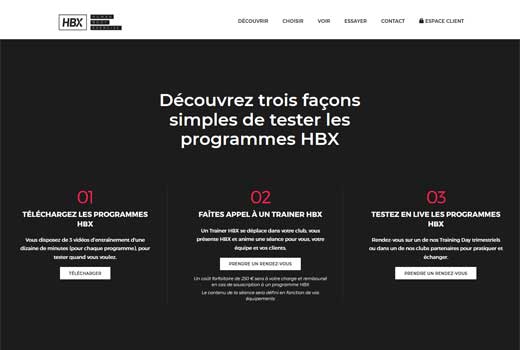 HBX
HUMAN
BODY
EXERCISE
DÉCOUVRIR
CHOISIR
VOIR
ESSAYER
CONTACT
ESPACE CLIENT
Découvrez trois façons
simples de tester les
programmes HBX
01
TÉLÉCHARGEZ LES PROGRAMMES
HBX
Vous disposez de 3 vidéos d'entraînement d'une
dizaine de minutes (pour chaque programme), pour
tester quand vous voulez.
TÉLÉCHARGER
02
FAÎTES APPEL À UN TRAINER HBX
Un Trainer HBX se déplace dans votre club, vous
présente HBX et anime une séance pour vous, votre
équipe et vos clients.
PRENDRE UN RENDEZ-VOUS
Un coût forfaitaire de 250 € sera à votre charge et remboursé
en cas de souscription à un programme HBX
Le contenu de la séance sera défini en fonction de vos
équipements
03
TESTEZ EN LIVE LES PROGRAMMES
HBX
Rendez-vous sur un de nos Training Day trimestriels
ou dans un de nos clubs partenaires pour pratiquer et
échanger.
PRENDRE UN RENDEZ-VOUS